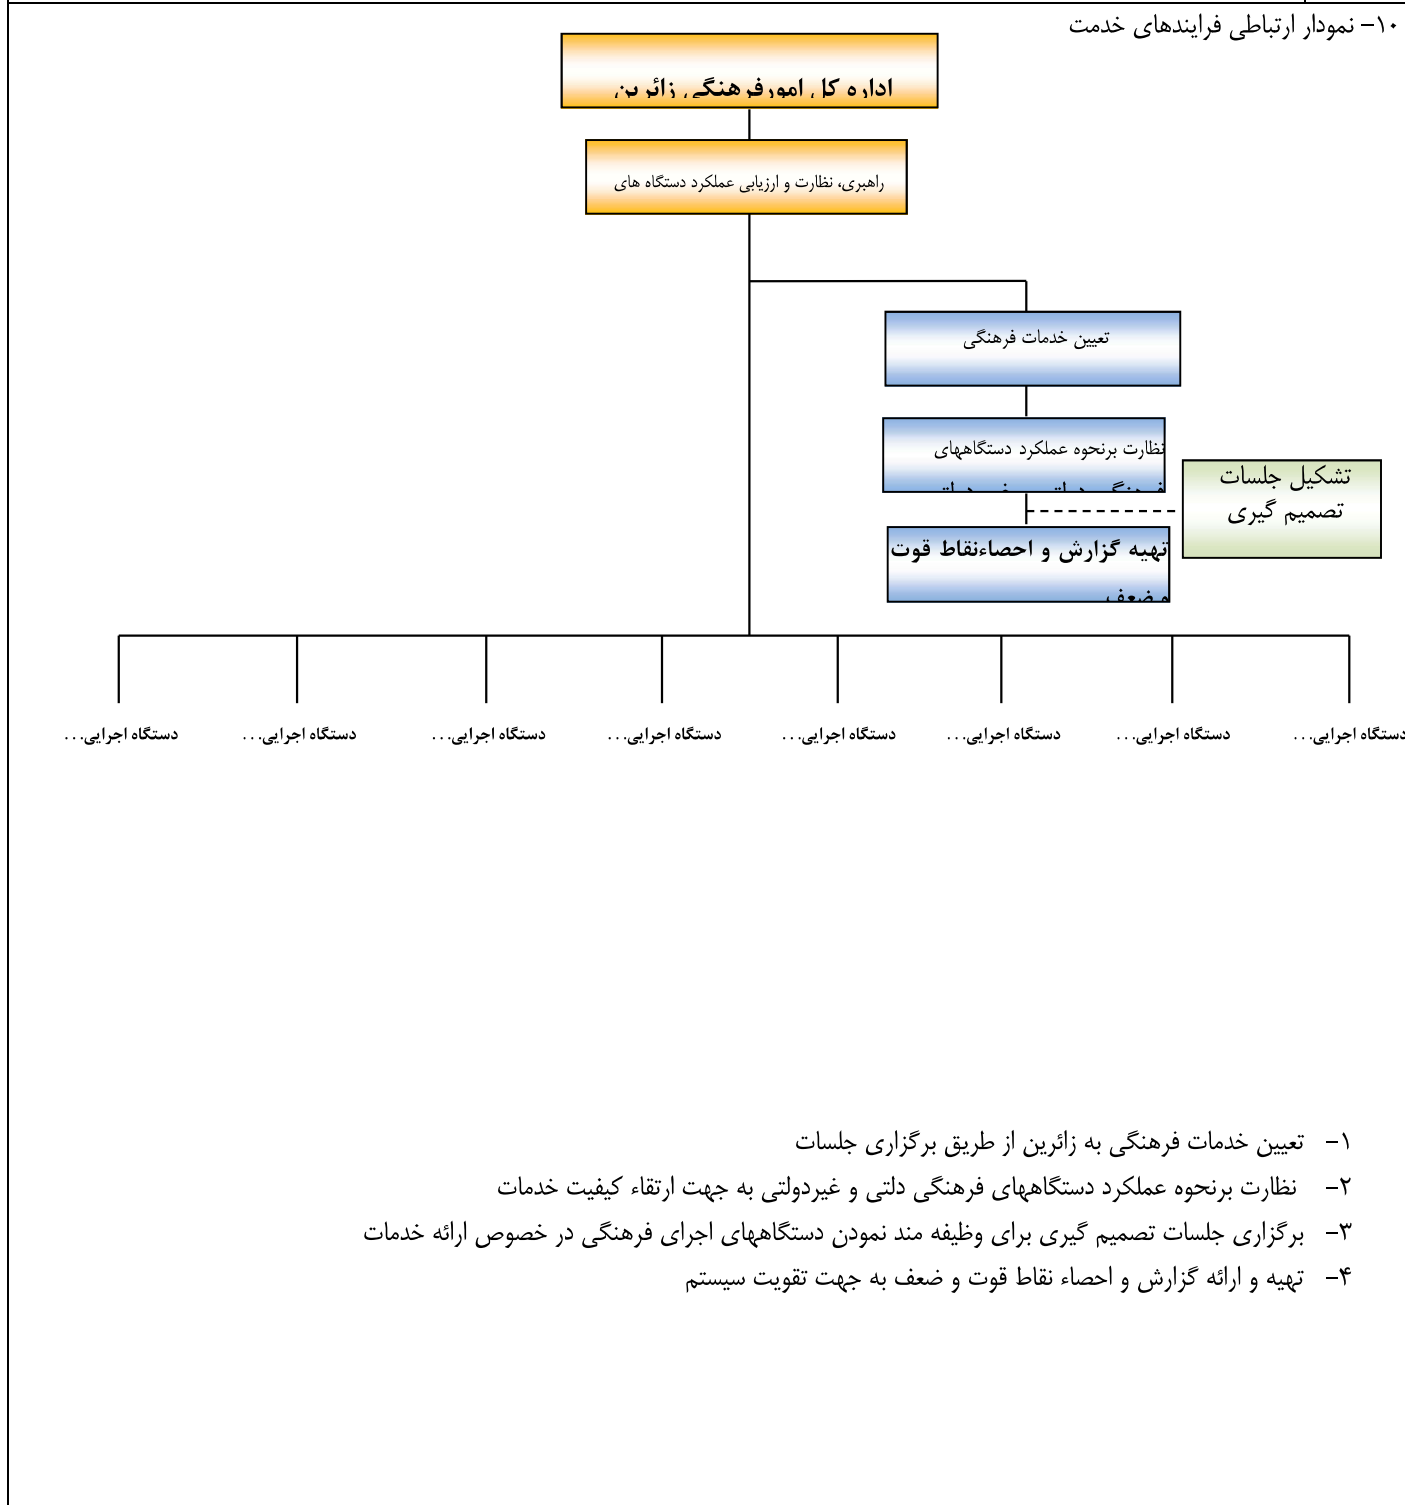 ۱۰- نمودار ارتباطی فرایندهای خدمت
اداره کل امورفرهنگی زائرین
راهبری، نظارت و ارزیابی عملکرد دستگاه های
تعیین خدمات فرهنگی
نظارت برنحوه عملکرد دستگاههای
تشکیل جلسات
تصمیم گیری
تهیه گزارش و احصاءنقاط قوت
و ضعف
دستگاه اجرایی... دستگاه اجرایی... دستگاه اجرایی... دستگاه اجرایی... دستگاه اجرایی... دستگاه اجرایی... دستگاه اجرایی... دستگاه اجرایی...
۱- تعیین خدمات فرهنگی به زائرین از طریق برگزاری جلسات
۲- نظارت برنحوه عملکرد دستگاههای فرهنگی دلتی و غیردولتی به جهت ارتقاء کیفیت خدمات
۳- برگزاری جلسات تصمیم گیری برای وظیفه مند نمودن دستگاههای اجرای فرهنگی در خصوص ارائه خدمات
۴- تهیه و ارائه گزارش و احصاء نقاط قوت و ضعف به جهت تقویت سیستم